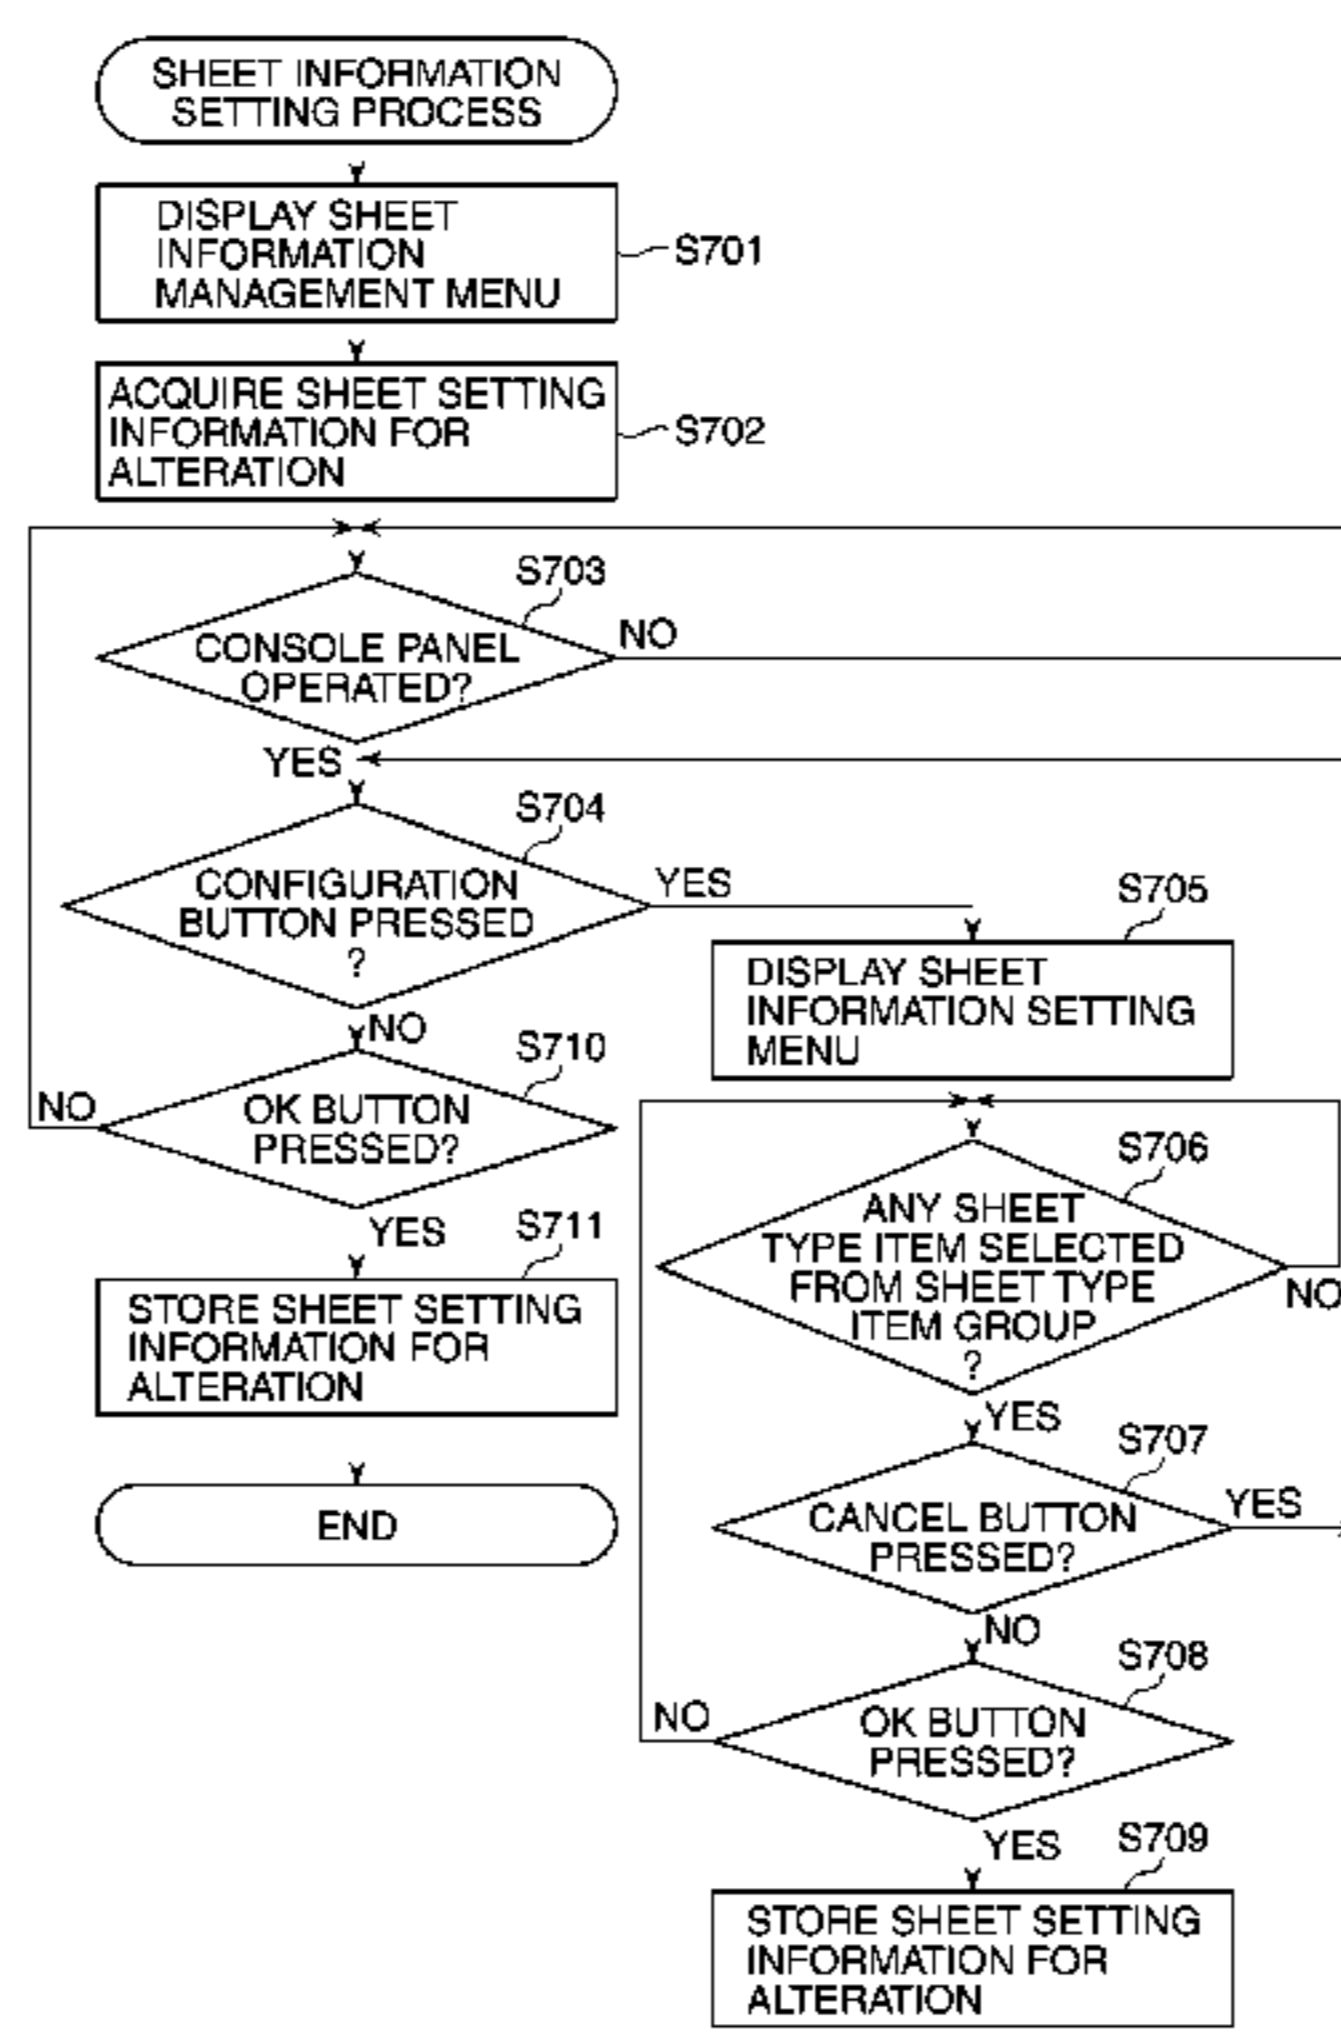 SHEET INFORMATION
SETTING PROCESS
DISPLAY SHEET
INFORMATION
MANAGEMENT MENU
S701
ACQUIRE SHEET SETTING
INFORMATION FOR
ALTERATION
S702
S703
CONSOLE PANEL
OPERATED?
NO
YES
S704
CONFIGURATION
BUTTON PRESSED
?
YES
NO
S705
DISPLAY SHEET
INFORMATION SETTING
MENU
S710
OK BUTTON
PRESSED?
NO
YES
S711
STORE SHEET SETTING
INFORMATION FOR
ALTERATION
END
S706
ANY SHEET
TYPE ITEM SELECTED
FROM SHEET TYPE
ITEM GROUP
?
NO
YES
S707
CANCEL BUTTON
PRESSED?
YES
NO
S708
OK BUTTON
PRESSED?
NO
YES
S709
STORE SHEET SETTING
INFORMATION FOR
ALTERATION